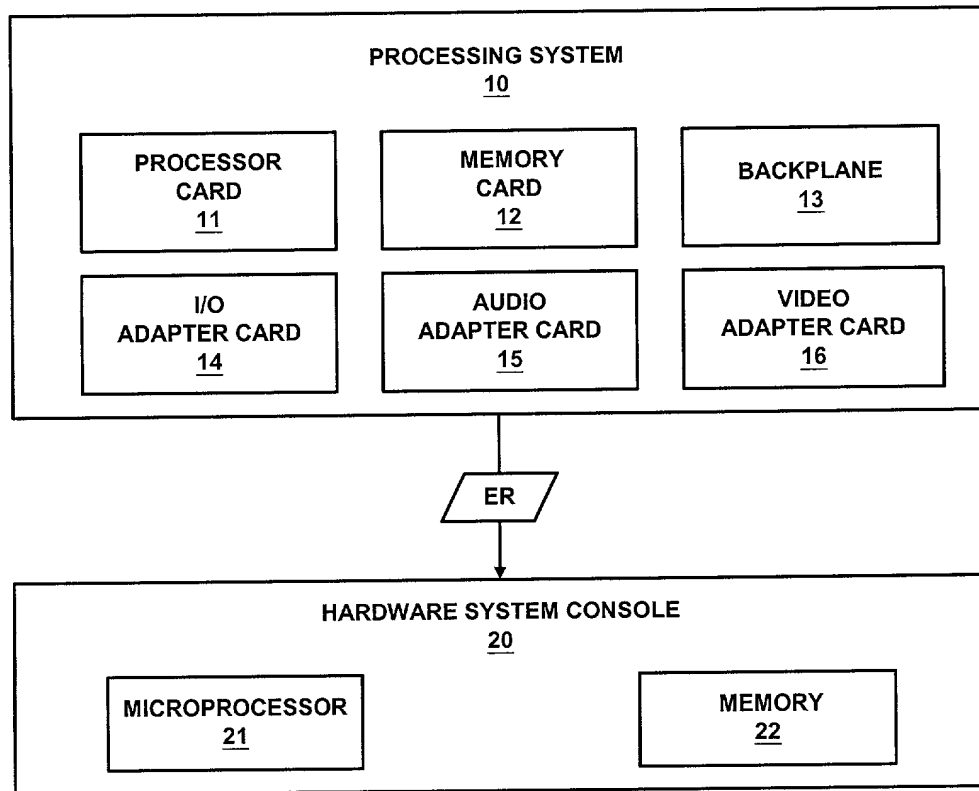 PROCESSING SYSTEM
10
PROCESSOR
CARD
11
MEMORY
CARD
12
BACKPLANE
13
I/O
ADAPTER CARD
14
AUDIO
ADAPTER CARD
15
VIDEO
ADAPTER CARD
16
ER
HARDWARE SYSTEM CONSOLE
20
MICROPROCESSOR
21
MEMORY
22